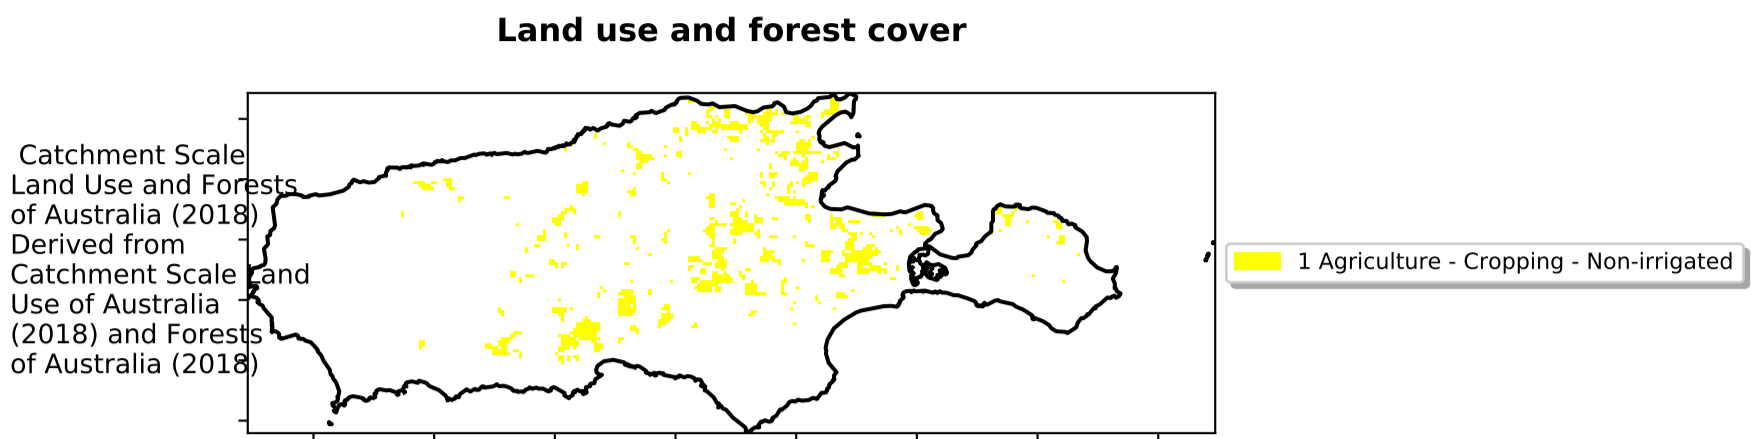 Land use and forest cover
Catchment Scale
Land Use and Forests
of Australia (2018)
Derived from
Catchment Scale Land
Use of Australia
(2018) and Forests
of Australia (2018)
1 Agriculture - Cropping - Non-irrigated